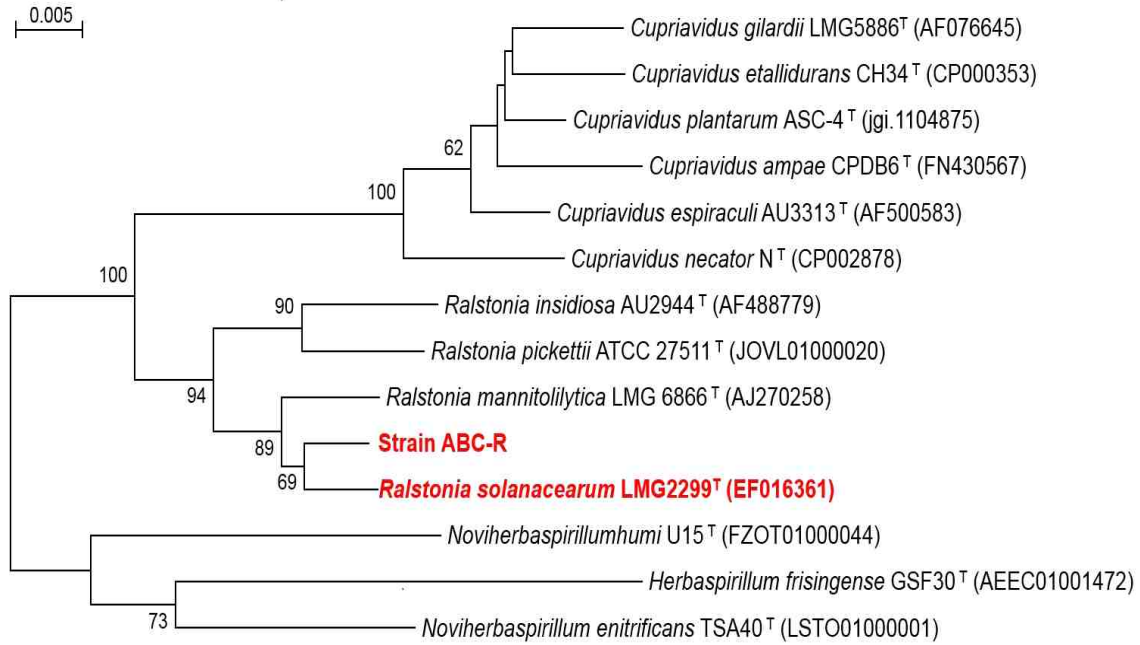 0.005
Cupriavidus gilardii LMG5886ᵀ (AF076645)
Cupriavidus etallidurans CH34 ᵀ (CP000353)
Cupriavidus plantarum ASC-4 ᵀ (jgi.1104875)
62
Cupriavidus ampae CPDB6 ᵀ (FN430567)
100
Cupriavidus espiraculi AU3313 ᵀ (AF500583)
Cupriavidus necator N ᵀ (CP002878)
100
90
Ralstonia insidiosa AU2944 ᵀ (AF488779)
Ralstonia pickettii ATCC 27511 ᵀ (JOVL01000020)
94
Ralstonia mannitolilytica LMG 6866 ᵀ (AJ270258)
89
Strain ABC-R
69
Ralstonia solanacearum LMG2299ᵀ (EF016361)
Noviherbaspirillumhumi U15 ᵀ (FZOT01000044)
Herbaspirillum frisingense GSF30 ᵀ (AEEC01001472)
73
Noviherbaspirillum enitrificans TSA40 ᵀ (LSTO01000001)